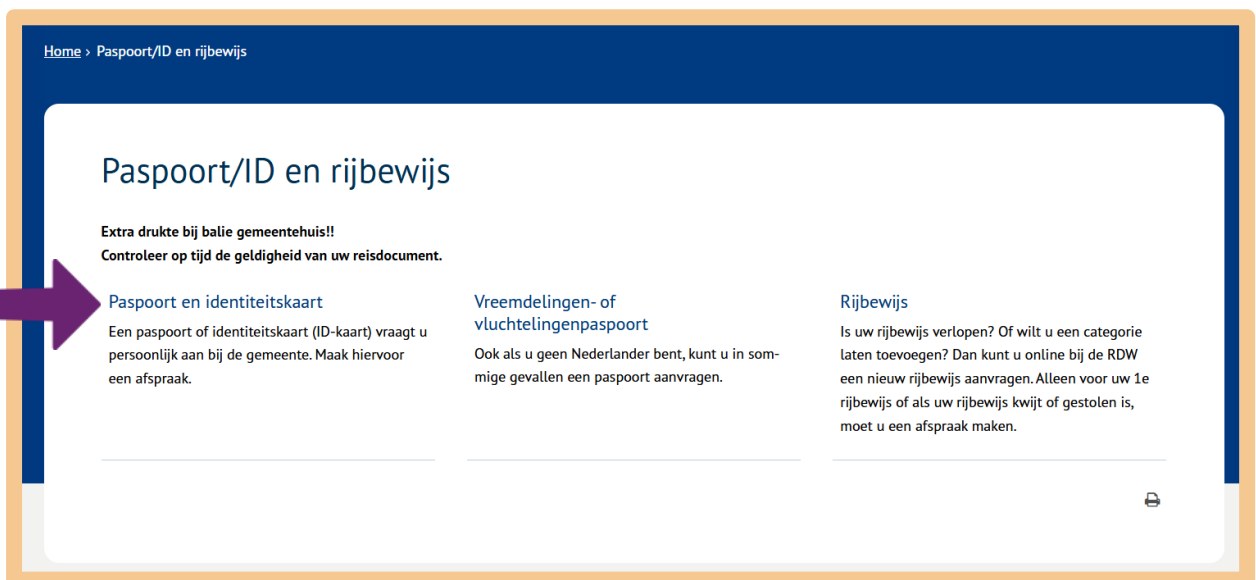 Home › Paspoort/ID en rijbewijs
Paspoort/ID en rijbewijs
Extra drukte bij balie gemeentehuis!!
Controleer op tijd de geldigheid van uw reisdocument.
Paspoort en identiteitskaart
Een paspoort of identiteitskaart (ID-kaart) vraagt u
persoonlijk aan bij de gemeente. Maak hiervoor
een afspraak.
Vreemdelingen- of
vluchtelingenpaspoort
Ook als u geen Nederlander bent, kunt u in som-
mige gevallen een paspoort aanvragen.
Rijbewijs
Is uw rijbewijs verlopen? Of wilt u een categorie
laten toevoegen? Dan kunt u online bij de RDW
een nieuw rijbewijs aanvragen. Alleen voor uw 1e
rijbewijs of als uw rijbewijs kwijt of gestolen is,
moet u een afspraak maken.